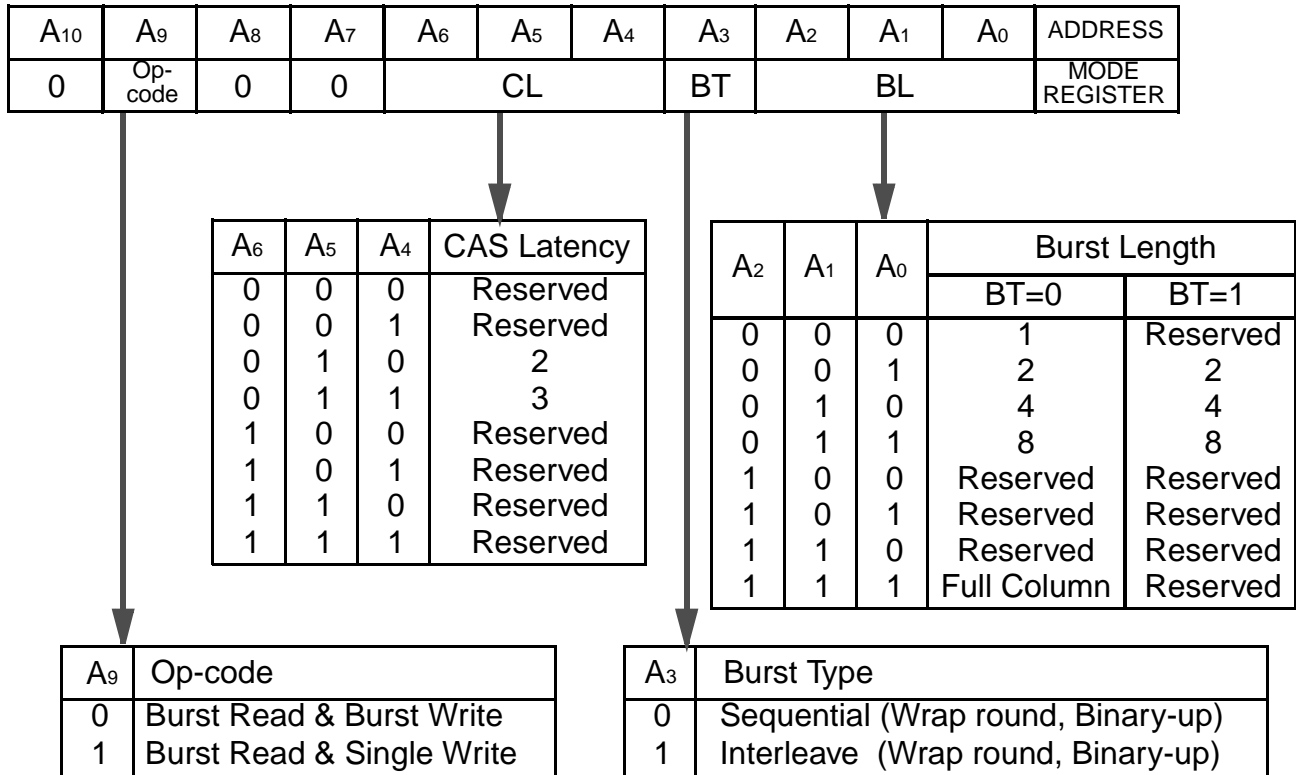 A10 A9 A8 A7 A6 A5 A4 A3 A2 A1 A0 ADDRESS
0 Op-code 0 0 CL BT BL MODE REGISTER
A6 A5 A4 CAS Latency
0 0 0 Reserved
0 0 1 Reserved
0 1 0 2
0 1 1 3
1 0 0 Reserved
1 0 1 Reserved
1 1 0 Reserved
1 1 1 Reserved
A2 A1 A0 Burst Length
BT=0 BT=1
0 0 0 1 Reserved
0 0 1 2 2
0 1 0 4 4
0 1 1 8 8
1 0 0 Reserved Reserved
1 0 1 Reserved Reserved
1 1 0 Reserved Reserved
1 1 1 Full Column Reserved
A9 Op-code
0 Burst Read & Burst Write
1 Burst Read & Single Write
A3 Burst Type
0 Sequential (Wrap round, Binary-up)
1 Interleave (Wrap round, Binary-up)